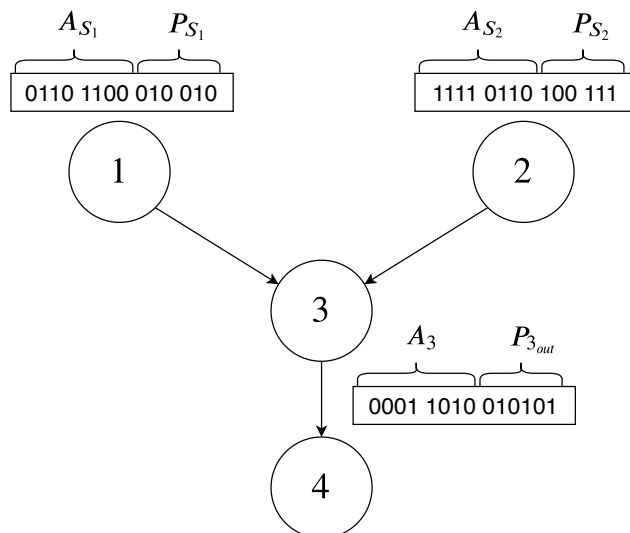 A_{S_1} P_{S_1}
0110 1100 010 010
A_{S_2} P_{S_2}
1111 0110 100 111
1
2
3
A_3 P_{3_{out}}
0001 1010 010101
4